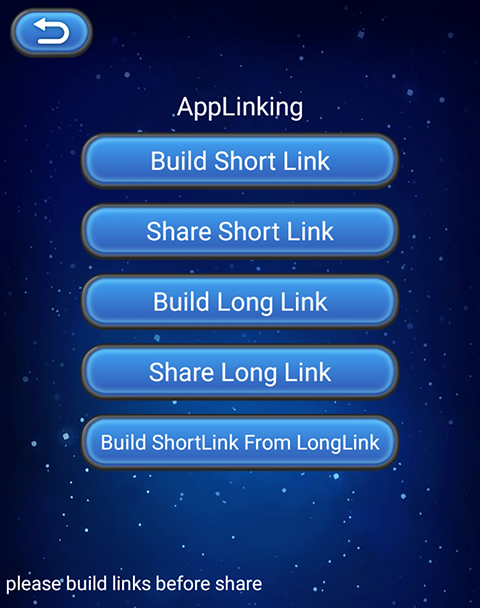 AppLinking
Build Short Link
Share Short Link
Build Long Link
Share Long Link
Build ShortLink From LongLink
please build links before share